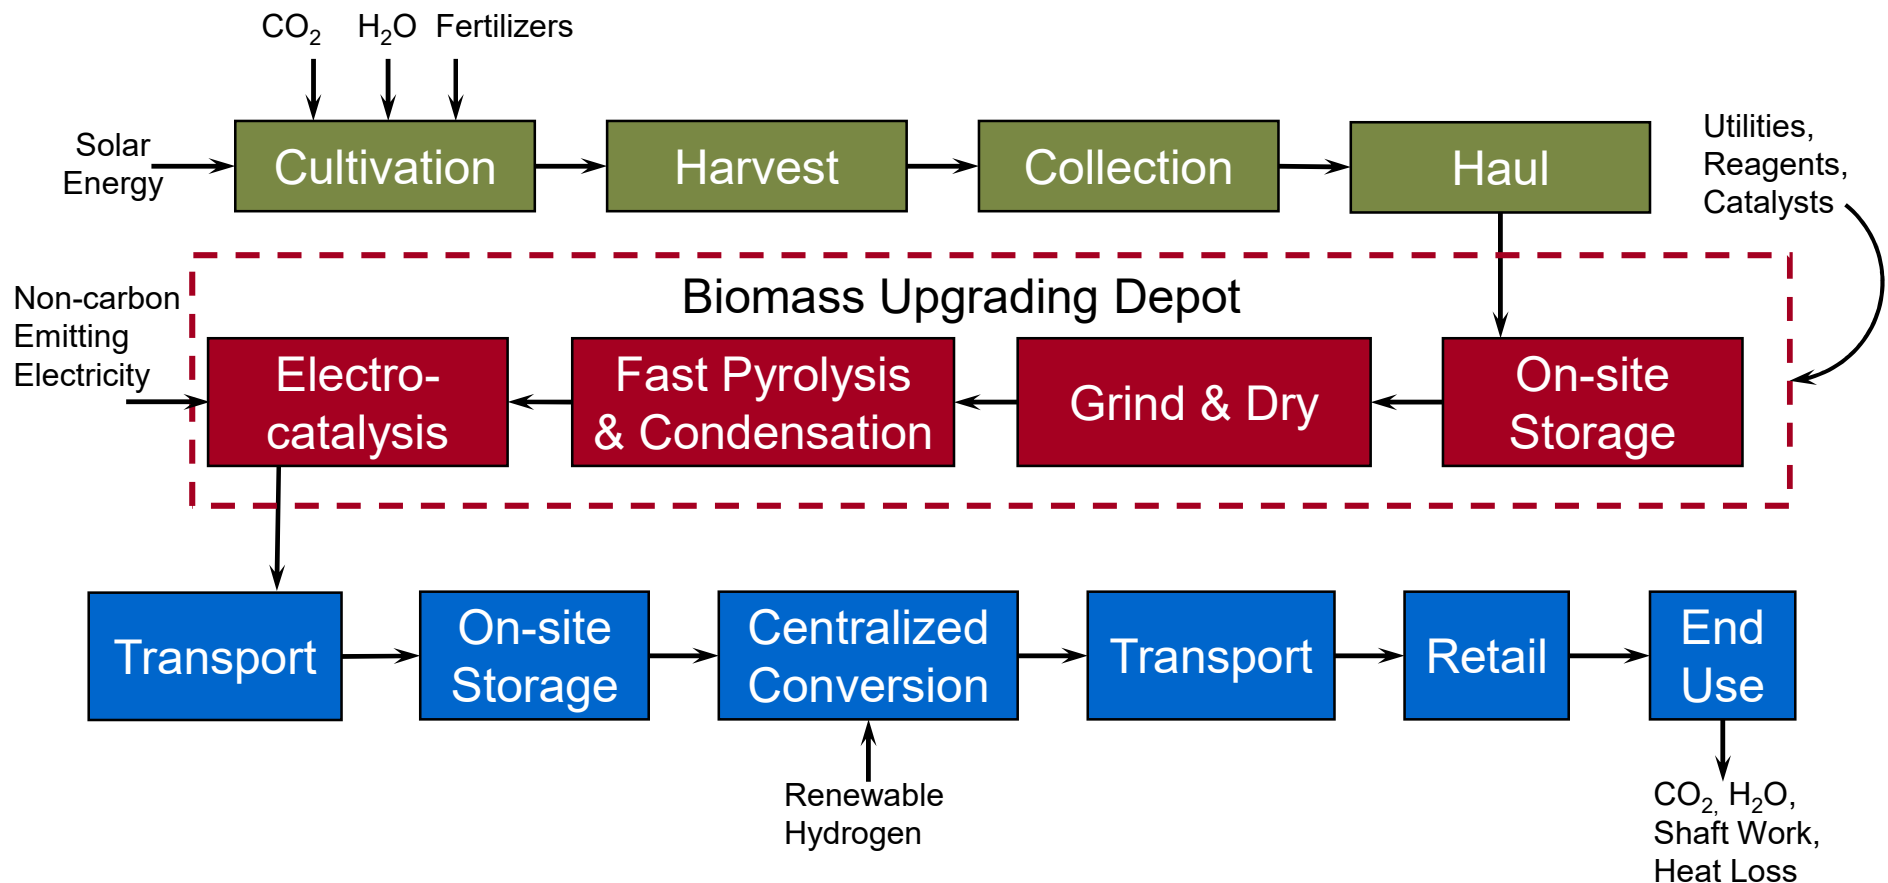 CO₂ H₂O Fertilizers
Solar
Energy
Cultivation
Harvest
Collection
Haul
Utilities,
Reagents,
Catalysts
Biomass Upgrading Depot
Non-carbon
Emitting
Electricity
Electro-
catalysis
Fast Pyrolysis
& Condensation
Grind & Dry
On-site
Storage
Transport
On-site
Storage
Centralized
Conversion
Transport
Retail
End
Use
Renewable
Hydrogen
CO₂, H₂O,
Shaft Work,
Heat Loss